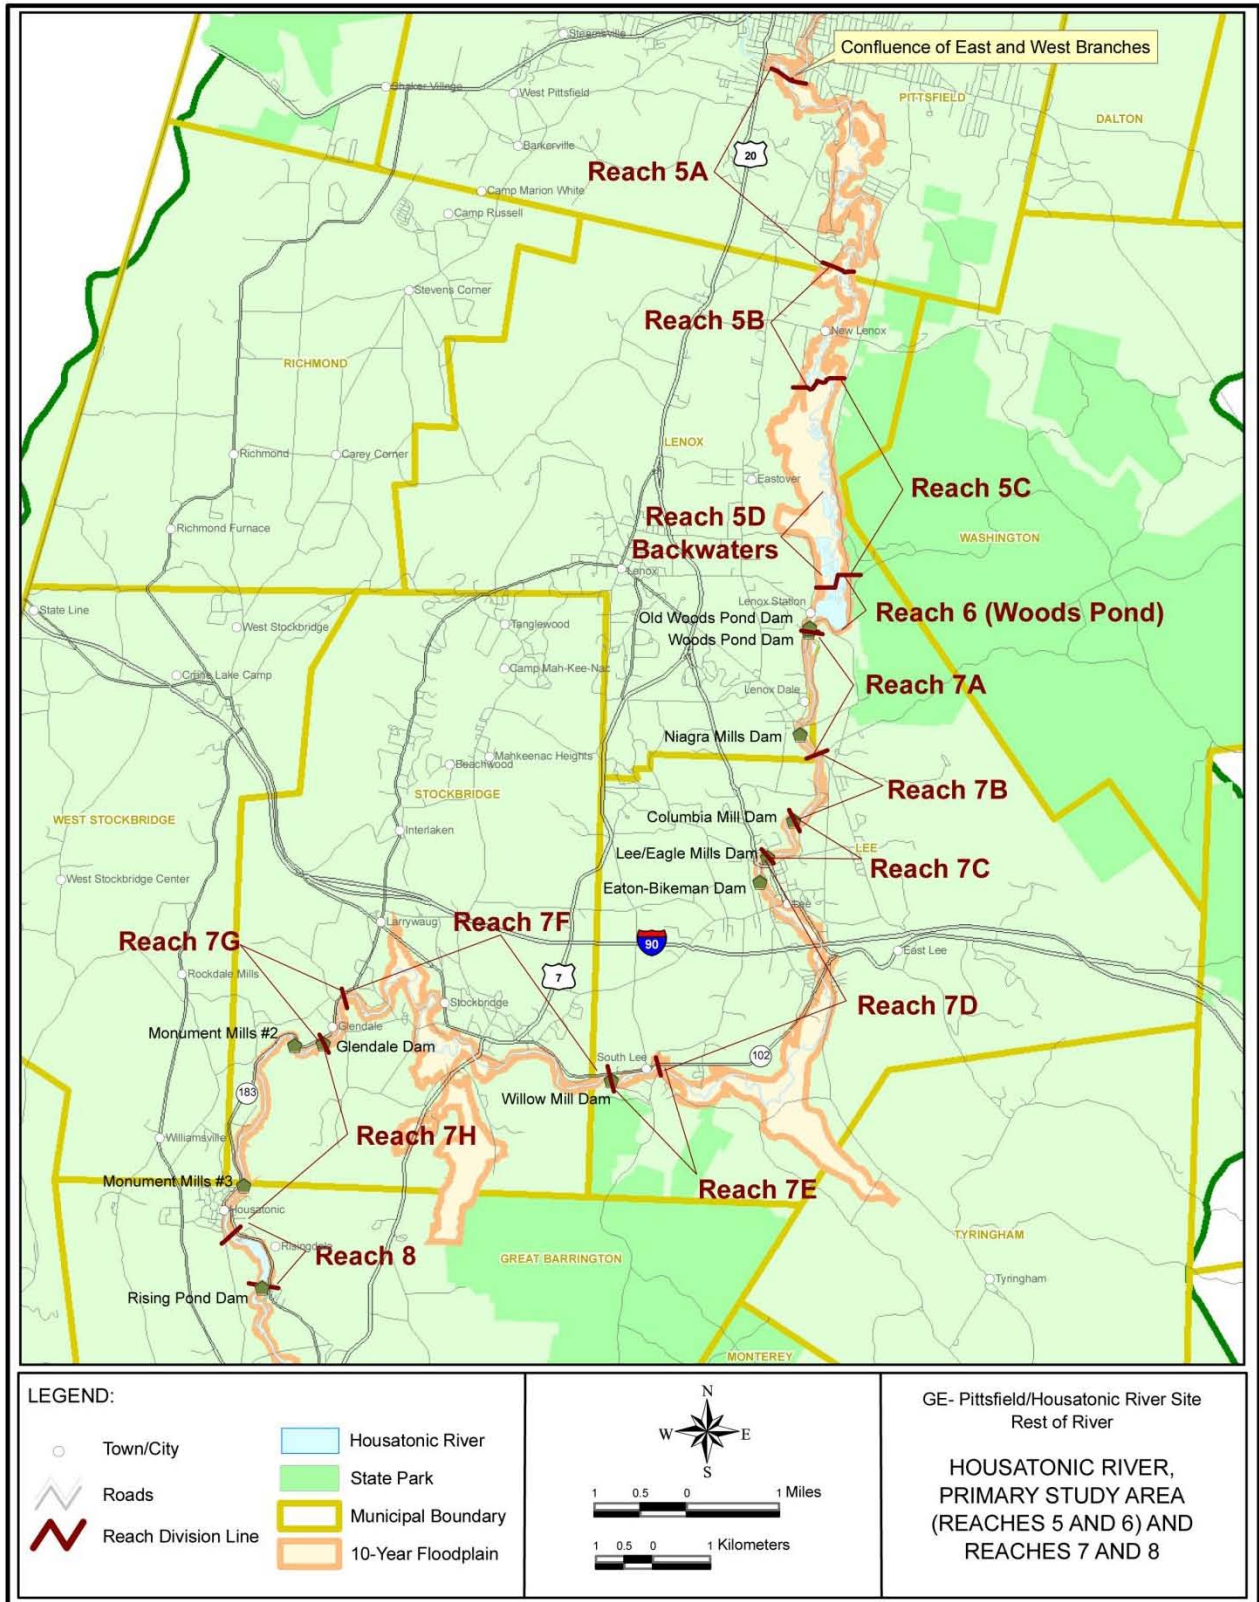 Stearnsville
Confluence of East and West Branches
Shaker Village
West Pittsfield
PITTSFIELD
DALTON
Barkerville
20
Reach 5A
Camp Marion White
Camp Russell
Stevens Corner
Reach 5B
New Lenox
RICHMOND
LENOX
Richmond
Carey Corner
Eastover
Reach 5C
Reach 5D
Backwaters
WASHINGTON
Richmond Furnace
Lenox
State Line
Lenox Station
Old Woods Pond Dam
Reach 6 (Woods Pond)
West Stockbridge
Tanglewood
Woods Pond Dam
Crane Lake Camp
Camp Mah-Kee-Nac
Reach 7A
Lenox Dale
Niagra Mills Dam
Mahkeenac Heights
Beachwood
Reach 7B
STOCKBRIDGE
WEST STOCKBRIDGE
Columbia Mill Dam
Interlaken
LEE
Lee/Eagle Mills Dam
Reach 7C
West Stockbridge Center
Eaton-Bikeman Dam
Lee
Larrywaug
Reach 7F
Reach 7G
90
East Lee
Rockdale Mills
7
Stockbridge
Reach 7D
Monument Mills #2
Glendale
Glendale Dam
South Lee
102
183
Willow Mill Dam
Williamsville
Reach 7H
Monument Mills #3
Reach 7E
Housatonic
Risingdale
Reach 8
GREAT BARRINGTON
TYRINGHAM
Tyringham
Rising Pond Dam
MONTEREY
LEGEND:
Town/City
Roads
Reach Division Line
Housatonic River
State Park
Municipal Boundary
10-Year Floodplain
N
W E
S
1 0.5 0 1 Miles
1 0.5 0 1 Kilometers
GE- Pittsfield/Housatonic River Site
Rest of River
HOUSATONIC RIVER,
PRIMARY STUDY AREA
(REACHES 5 AND 6) AND
REACHES 7 AND 8